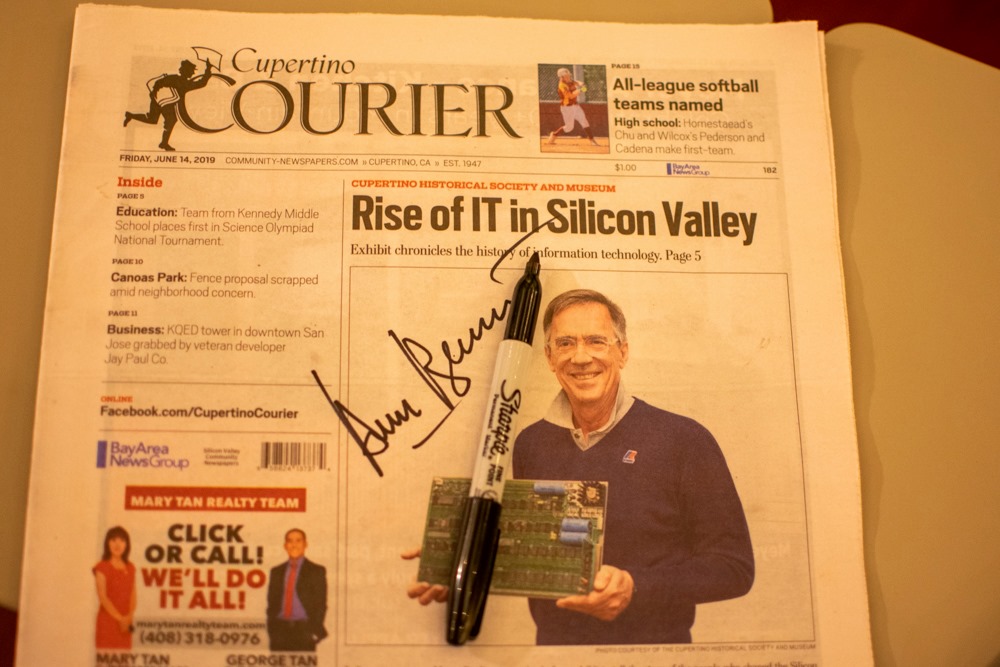 Cupertino
COURIER
PAGE 15
All-league softball
teams named
High school: Homestaead's
Chu and Wilcox's Pederson and
Cadena make first-team.
FRIDAY, JUNE 14, 2019 COMMUNITY-NEWSPAPERS.COM » CUPERTINO, CA » EST. 1947
$1.00 BayArea NewsGroup 182
Inside
PAGE 5
Education: Team from Kennedy Middle
School places first in Science Olympiad
National Tournament.
PAGE 10
Canoas Park: Fence proposal scrapped
amid neighborhood concern.
PAGE 11
Business: KQED tower in downtown San
Jose grabbed by veteran developer
Jay Paul Co.
ONLINE
Facebook.com/CupertinoCourier
BayArea
NewsGroup
Silicon Valley
Community
Newspapers
MARY TAN REALTY TEAM
CLICK
OR CALL!
WE'LL DO
IT ALL!
marytanrealtyteam.com
(408) 318-0976
MARY TAN GEORGE TAN
CUPERTINO HISTORICAL SOCIETY AND MUSEUM
Rise of IT in Silicon Valley
Exhibit chronicles the history of information technology. Page 5
Sharpie
FINE
POINT
Permanent Marker
PHOTO COURTESY OF THE CUPERTINO HISTORICAL SOCIETY AND MUSEUM